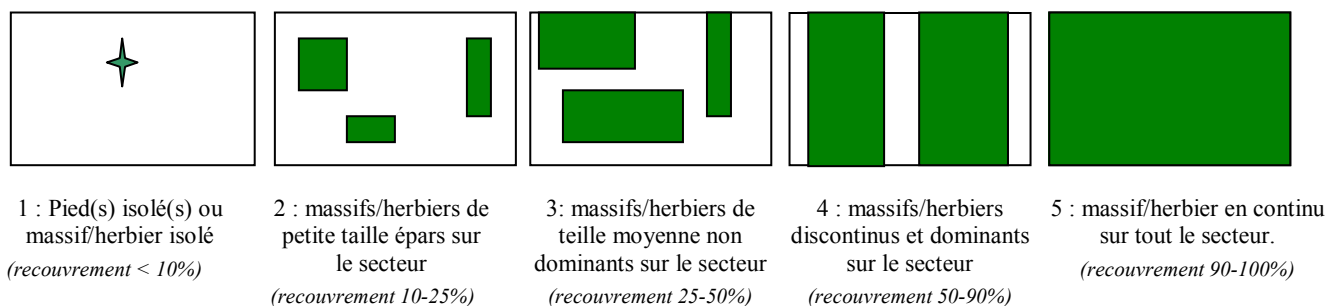 1 : Pied(s) isolé(s) ou
massif/herbier isolé
(recouvrement < 10%)
2 : massifs/herbiers de
petite taille épars sur
le secteur
(recouvrement 10-25%)
3: massifs/herbiers de
teille moyenne non
dominants sur le secteur
(recouvrement 25-50%)
4 : massifs/herbiers
discontinus et dominants
sur le secteur
(recouvrement 50-90%)
5 : massif/herbier en continu
sur tout le secteur.
(recouvrement 90-100%)